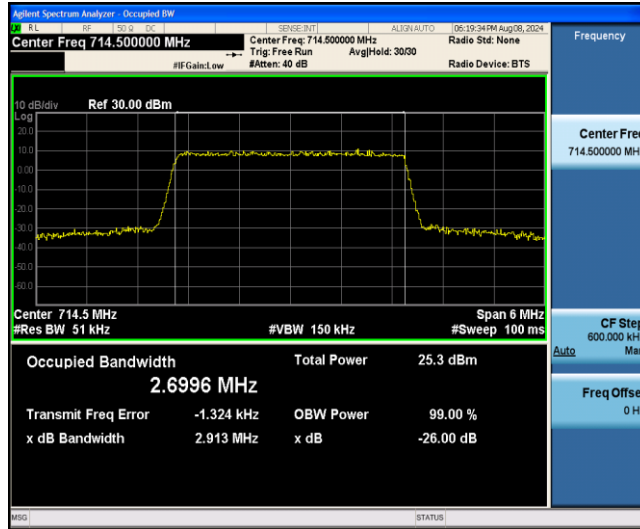 Agilent Spectrum Analyzer - Occupied BW
RL RF 50 Ω DC SENSE:INT ALIGN AUTO 06:19:34 PM Aug 08, 2024
Center Freq 714.500000 MHz
Center Freq: 714.500000 MHz Radio Std: None
Trig: Free Run Avg|Hold: 30/30
#IFGain:Low #Atten: 40 dB Radio Device: BTS
10 dB/div Ref 30.00 dBm
Log
20.0
10.0
0.00
-10.0
-20.0
-30.0
-40.0
-50.0
-60.0
Center 714.5 MHz Span 6 MHz
#Res BW 51 kHz #VBW 150 kHz #Sweep 100 ms
Occupied Bandwidth Total Power 25.3 dBm
2.6996 MHz
Transmit Freq Error -1.324 kHz OBW Power 99.00 %
x dB Bandwidth 2.913 MHz x dB -26.00 dB
MSG STATUS
Frequency
Center Fre
714.500000 MH
CF Step
600.000 kH
Auto Ma
Freq Offse
0 H